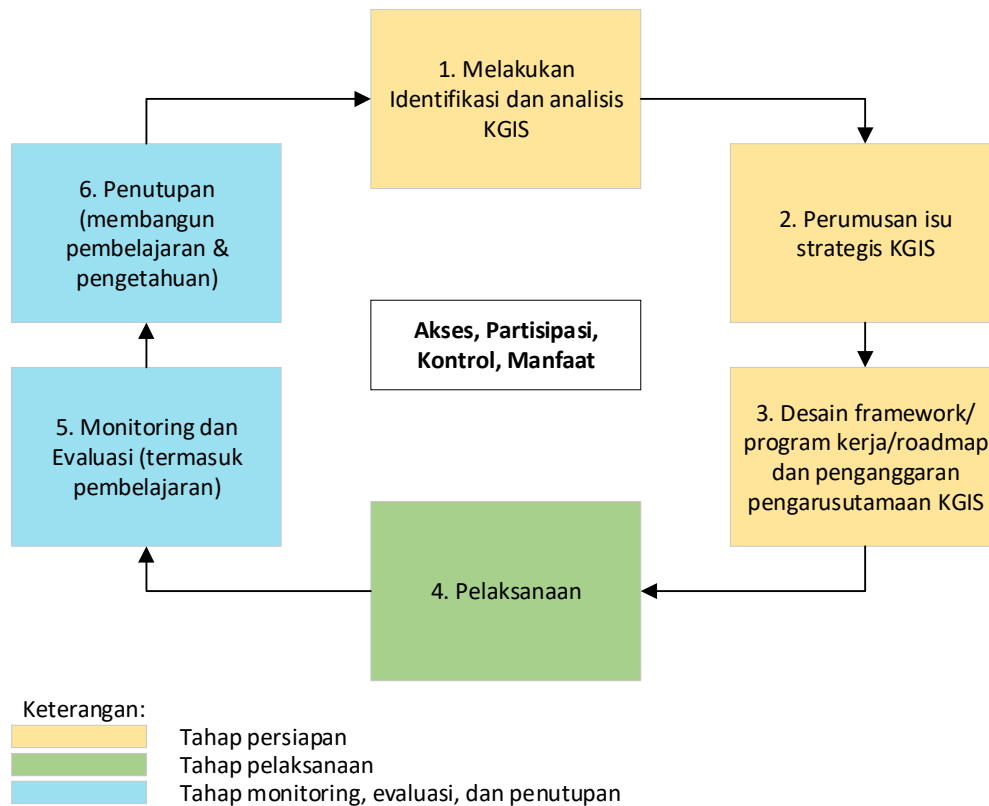 1. Melakukan
Identifikasi dan analisis
KGIS
2. Perumusan isu
strategis KGIS
3. Desain framework/
program kerja/roadmap
dan penganggaran
pengarusutamaan KGIS
4. Pelaksanaan
5. Monitoring dan
Evaluasi (termasuk
pembelajaran)
6. Penutupan
(membangun
pembelajaran &
pengetahuan)
Akses, Partisipasi,
Kontrol, Manfaat
Keterangan:
Tahap persiapan
Tahap pelaksanaan
Tahap monitoring, evaluasi, dan penutupan